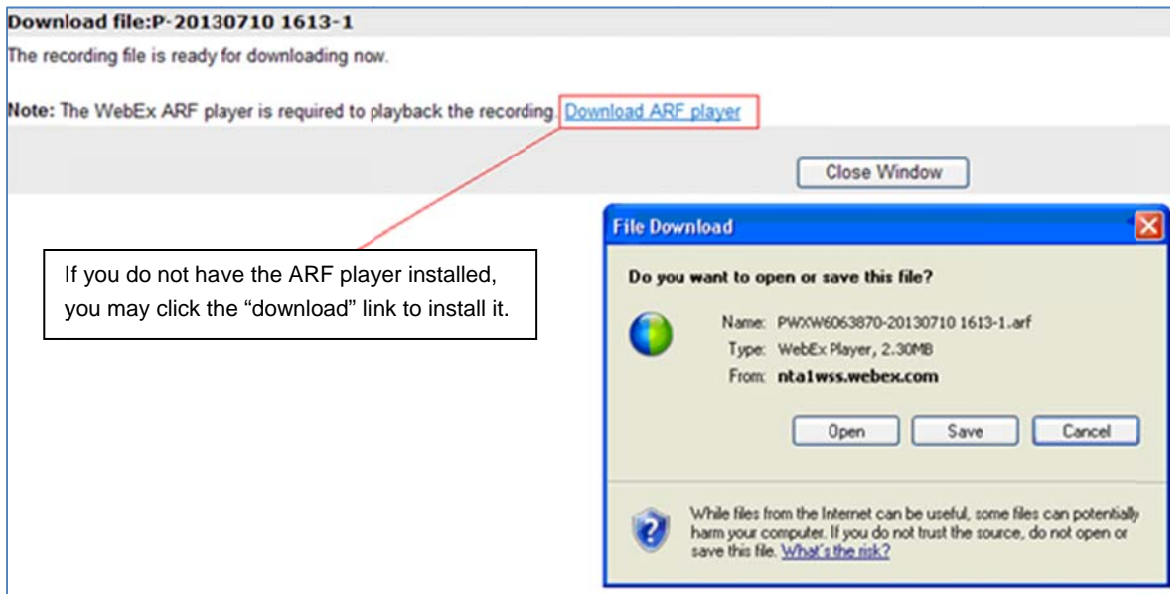 Download file:P-20130710 1613-1
The recording file is ready for downloading now.
Note: The WebEx ARF player is required to playback the recording. Download ARF player
Close Window
If you do not have the ARF player installed,
you may click the “download” link to install it.
File Download
Do you want to open or save this file?
Name: PWXW6063870-20130710 1613-1.arf
Type: WebEx Player, 2.30MB
From: nta1wss.webex.com
Open Save Cancel
While files from the Internet can be useful, some files can potentially
harm your computer. If you do not trust the source, do not open or
save this file. What's the risk?